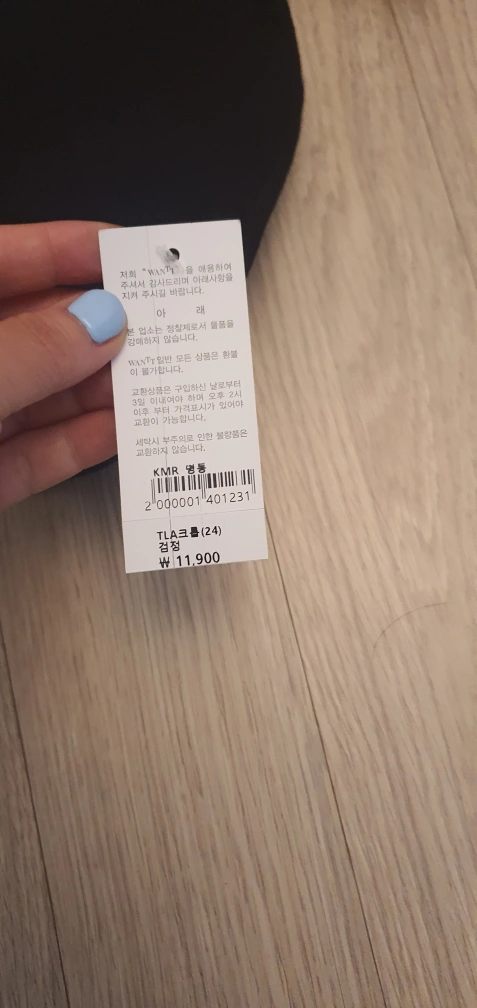 저희 "WANT"을 애용하여
주셔서 감사드리며 아래사항을
지켜 주시길 바랍니다.
아 래
본 업소는 정찰제로서 물품을
강매하지 않습니다.
WANT일반 모든 상품은 환불
이 불가합니다.
교환상품은 구입하신 날로부터
3일 이내여야 하며 오후 2시
이후 부터 가격표시가 있어야
교환이 가능합니다.
세탁시 부주의로 인한 불량품은
교환하지 않습니다.
KMR 명동
2 000001 401231
TLA크롭(24)
검정
₩ 11,900